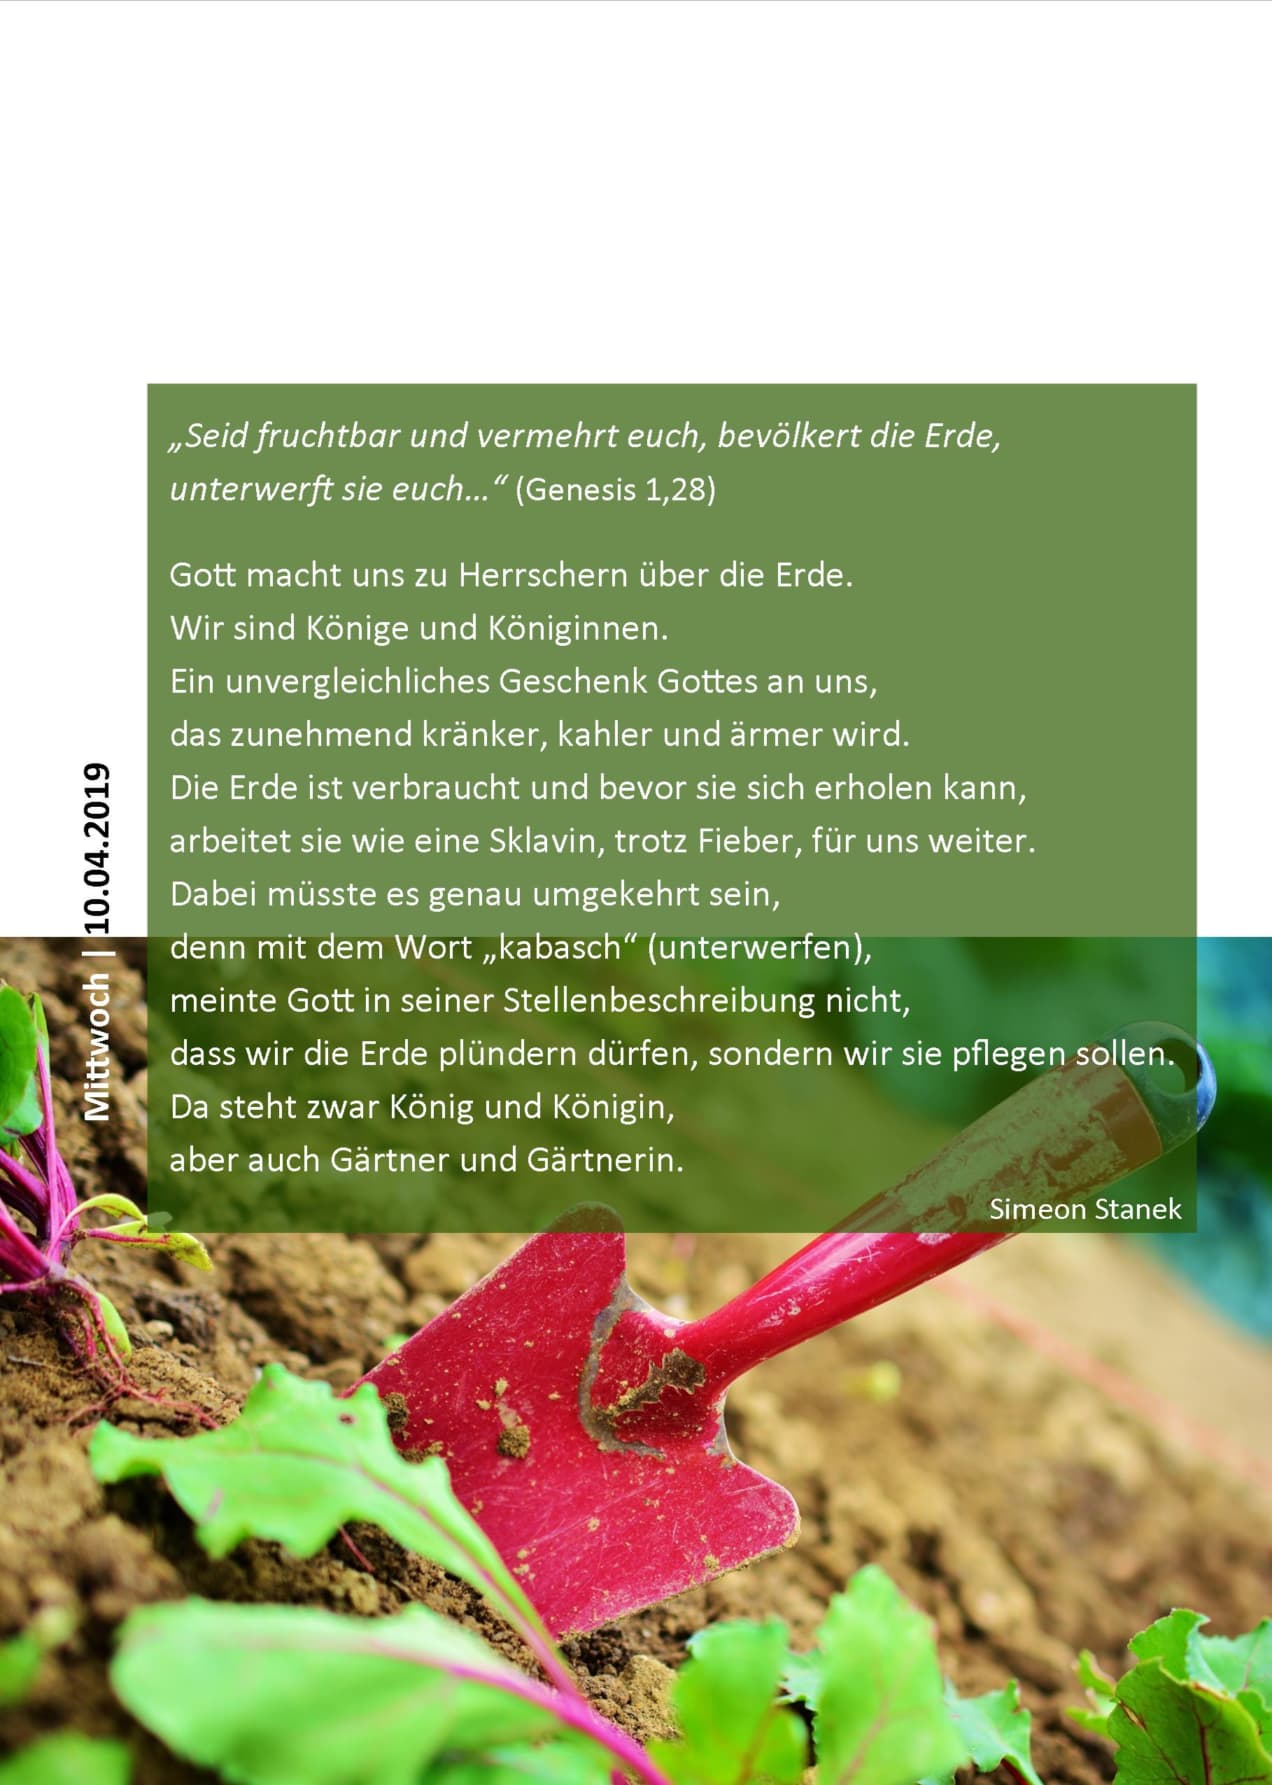 „Seid fruchtbar und vermehrt euch, bevölkert die Erde,
unterwerft sie euch…“ (Genesis 1,28)
Gott macht uns zu Herrschern über die Erde.
Wir sind Könige und Königinnen.
Ein unvergleichliches Geschenk Gottes an uns,
das zunehmend kränker, kahler und ärmer wird.
Die Erde ist verbraucht und bevor sie sich erholen kann,
arbeitet sie wie eine Sklavin, trotz Fieber, für uns weiter.
Dabei müsste es genau umgekehrt sein,
denn mit dem Wort „kabasch“ (unterwerfen),
meinte Gott in seiner Stellenbeschreibung nicht,
dass wir die Erde plündern dürfen, sondern wir sie pflegen sollen.
Da steht zwar König und Königin,
aber auch Gärtner und Gärtnerin.
Simeon Stanek
Mittwoch | 10.04.2019